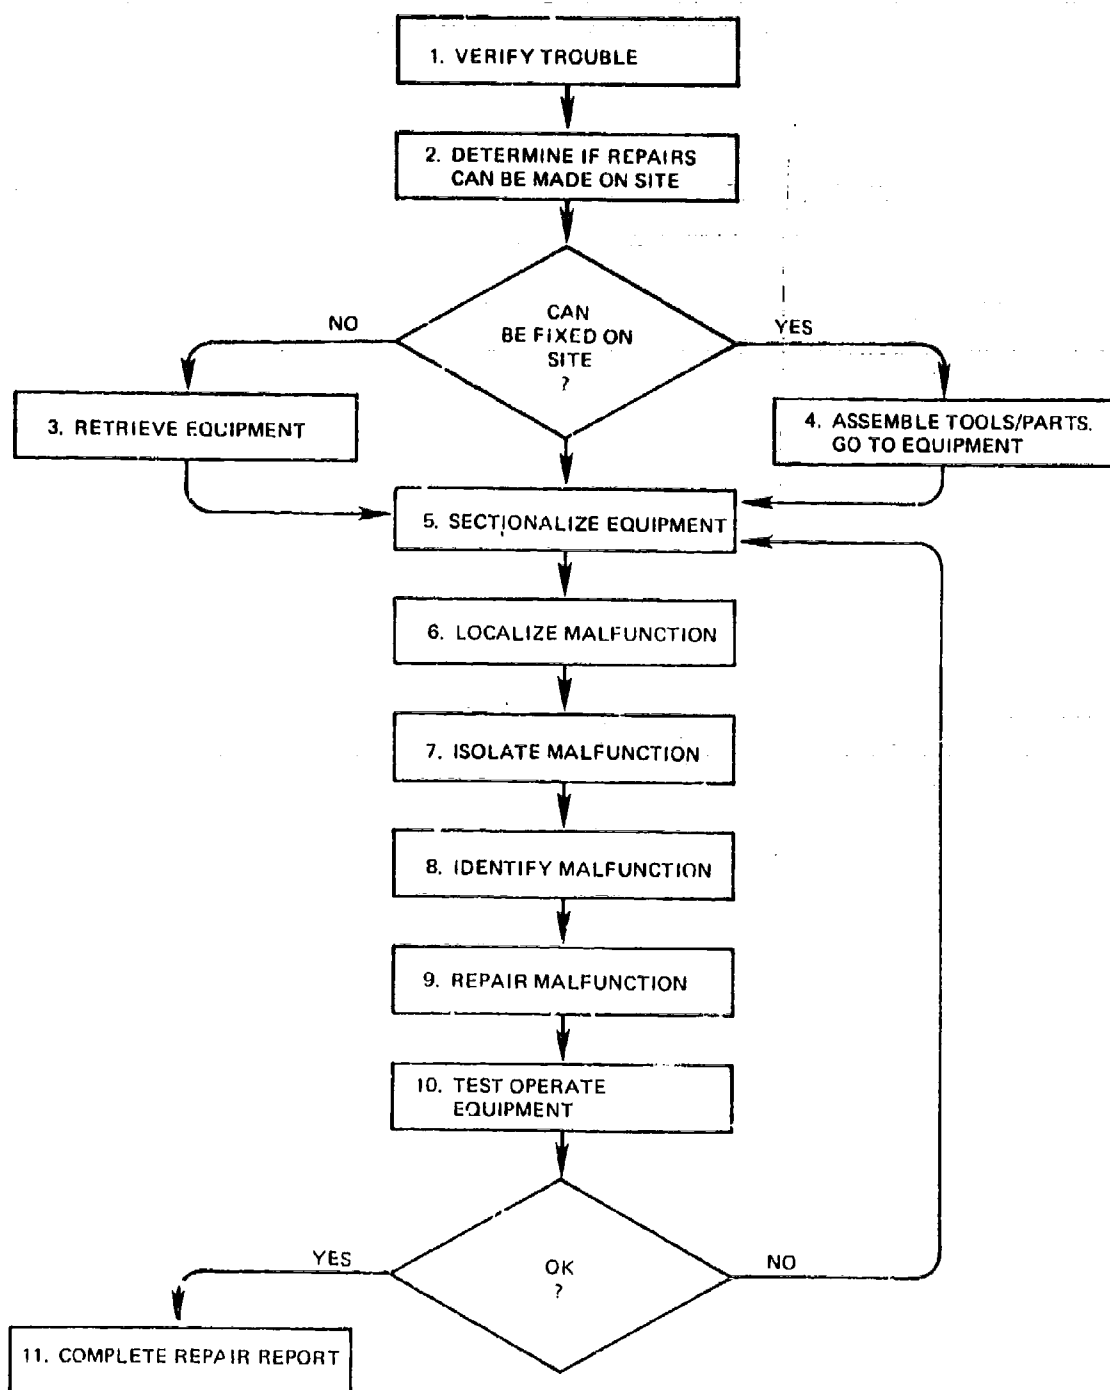 1. VERIFY TROUBLE
2. DETERMINE IF REPAIRS
CAN BE MADE ON SITE
CAN
BE FIXED ON
SITE
?
NO
YES
3. RETRIEVE EQUIPMENT
4. ASSEMBLE TOOLS/PARTS.
GO TO EQUIPMENT
5. SECTIONALIZE EQUIPMENT
6. LOCALIZE MALFUNCTION
7. ISOLATE MALFUNCTION
8. IDENTIFY MALFUNCTION
9. REPAIR MALFUNCTION
10. TEST OPERATE
EQUIPMENT
OK
?
YES
NO
11. COMPLETE REPAIR REPORT